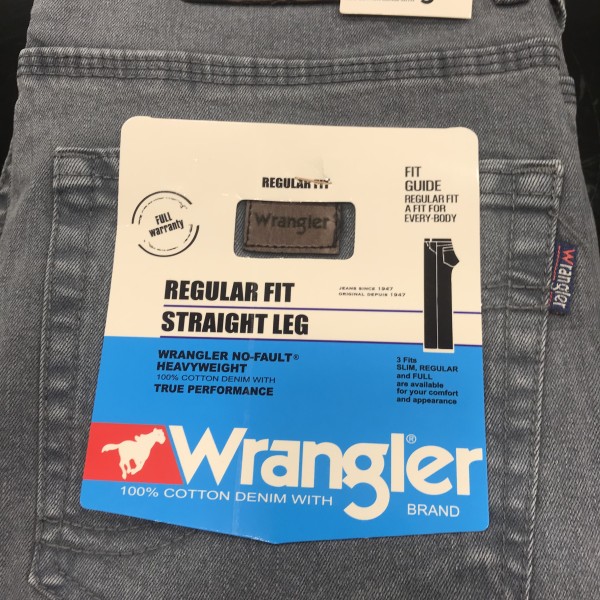 REGULAR FIT
Wrangler
FULL
warranty
FIT
GUIDE
REGULAR FIT
A FIT FOR
EVERY-BODY
JEANS SINCE 1947
ORIGINAL DEPUIS 1947
REGULAR FIT
STRAIGHT LEG
Wrangler
WRANGLER NO-FAULT®
HEAVYWEIGHT
100% COTTON DENIM WITH
TRUE PERFORMANCE
3 Fits
SLIM, REGULAR
and FULL
are available
for your comfort
and appearance
Wrangler®
100% COTTON DENIM WITH
BRAND